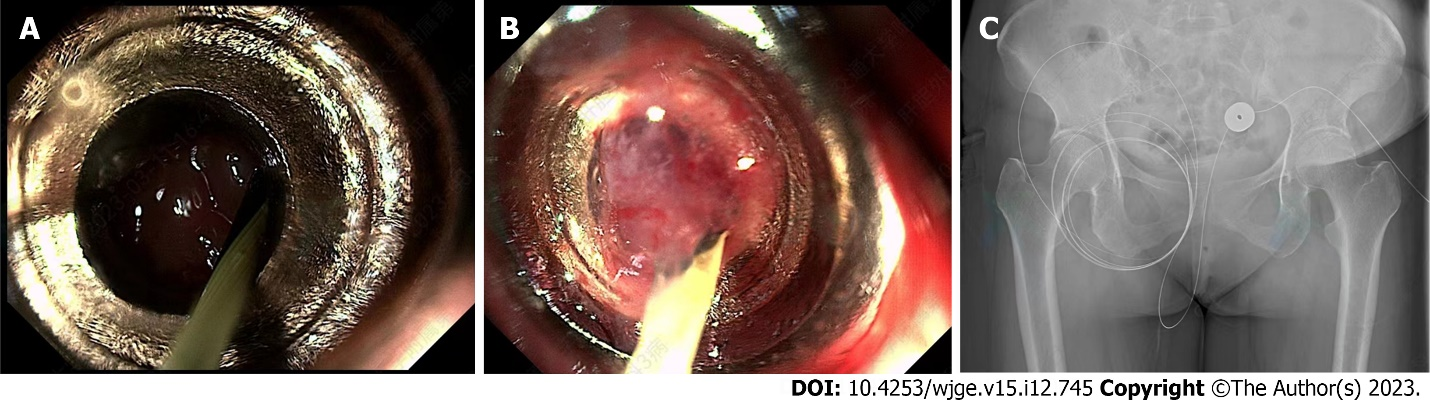 A
B
C
DOI: 10.4253/wjge.v15.i12.745 Copyright ©The Author(s) 2023.